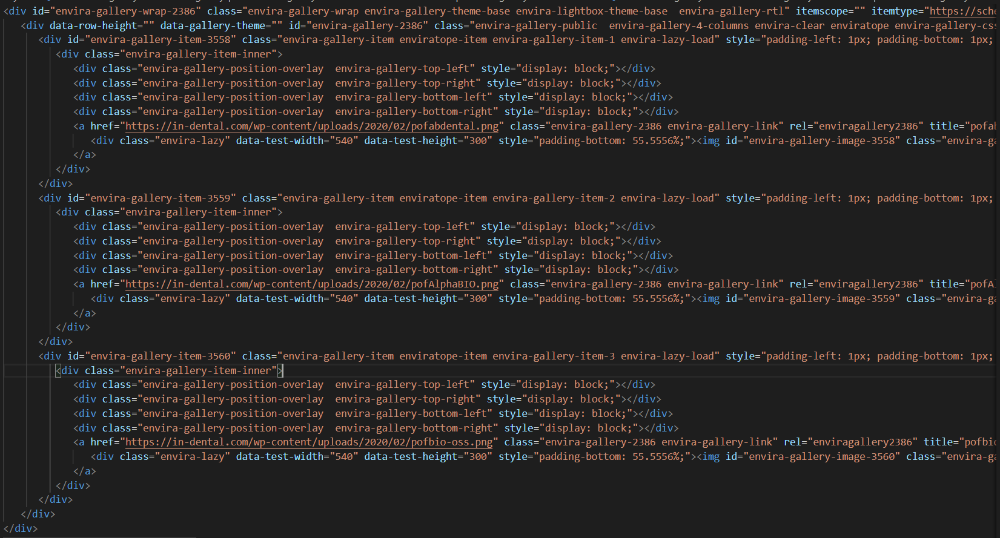 <div id="envira-gallery-wrap-2386" class="envira-gallery-wrap envira-gallery-theme-base envira-lightbox-theme-base  envira-gallery-rtl" itemscope="" itemtype="https://sche
<div data-row-height="" data-gallery-theme="" id="envira-gallery-2386" class="envira-gallery-public  envira-gallery-4-columns envira-clear enviratope envira-gallery-css
<div id="envira-gallery-item-3558" class="envira-gallery-item enviratope-item envira-gallery-item-1 envira-lazy-load" style="padding-left: 1px; padding-bottom: 1px;
<div class="envira-gallery-item-inner">
<div class="envira-gallery-position-overlay  envira-gallery-top-left" style="display: block;"></div>
<div class="envira-gallery-position-overlay  envira-gallery-top-right" style="display: block;"></div>
<div class="envira-gallery-position-overlay  envira-gallery-bottom-left" style="display: block;"></div>
<div class="envira-gallery-position-overlay  envira-gallery-bottom-right" style="display: block;"></div>
<a href="https://in-dental.com/wp-content/uploads/2020/02/pofabdental.png" class="envira-gallery-2386 envira-gallery-link" rel="enviragallery2386" title="pofab
<div class="envira-lazy" data-test-width="540" data-test-height="300" style="padding-bottom: 55.5556%;"><img id="envira-gallery-image-3558" class="envira-ga
</a>
</div>
</div>
<div id="envira-gallery-item-3559" class="envira-gallery-item enviratope-item envira-gallery-item-2 envira-lazy-load" style="padding-left: 1px; padding-bottom: 1px;
<div class="envira-gallery-item-inner">
<div class="envira-gallery-position-overlay  envira-gallery-top-left" style="display: block;"></div>
<div class="envira-gallery-position-overlay  envira-gallery-top-right" style="display: block;"></div>
<div class="envira-gallery-position-overlay  envira-gallery-bottom-left" style="display: block;"></div>
<div class="envira-gallery-position-overlay  envira-gallery-bottom-right" style="display: block;"></div>
<a href="https://in-dental.com/wp-content/uploads/2020/02/pofAlphaBIO.png" class="envira-gallery-2386 envira-gallery-link" rel="enviragallery2386" title="pofAl
<div class="envira-lazy" data-test-width="540" data-test-height="300" style="padding-bottom: 55.5556%;"><img id="envira-gallery-image-3559" class="envira-ga
</a>
</div>
</div>
<div id="envira-gallery-item-3560" class="envira-gallery-item enviratope-item envira-gallery-item-3 envira-lazy-load" style="padding-left: 1px; padding-bottom: 1px;
<div class="envira-gallery-item-inner">
<div class="envira-gallery-position-overlay  envira-gallery-top-left" style="display: block;"></div>
<div class="envira-gallery-position-overlay  envira-gallery-top-right" style="display: block;"></div>
<div class="envira-gallery-position-overlay  envira-gallery-bottom-left" style="display: block;"></div>
<div class="envira-gallery-position-overlay  envira-gallery-bottom-right" style="display: block;"></div>
<a href="https://in-dental.com/wp-content/uploads/2020/02/pofbio-oss.png" class="envira-gallery-2386 envira-gallery-link" rel="enviragallery2386" title="pofbio
<div class="envira-lazy" data-test-width="540" data-test-height="300" style="padding-bottom: 55.5556%;"><img id="envira-gallery-image-3560" class="envira-ga
</a>
</div>
</div>
</div>
</div>